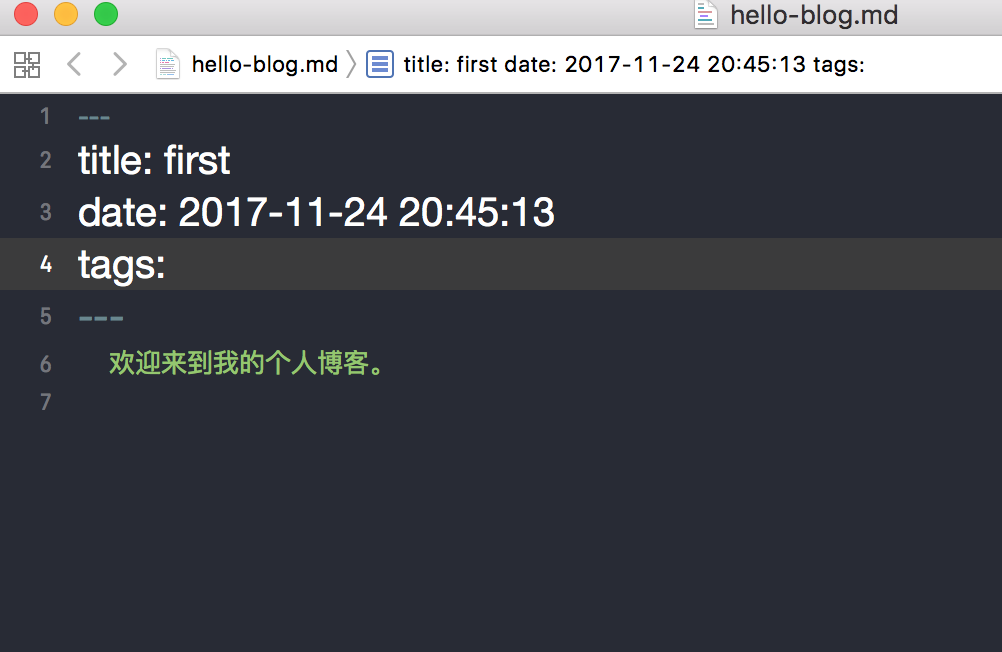 hello-blog.md
hello-blog.md 〉 title: first date: 2017-11-24 20:45:13 tags:
1 ---
2 title: first
3 date: 2017-11-24 20:45:13
4 tags:
5 ---
6 欢迎来到我的个人博客。
7